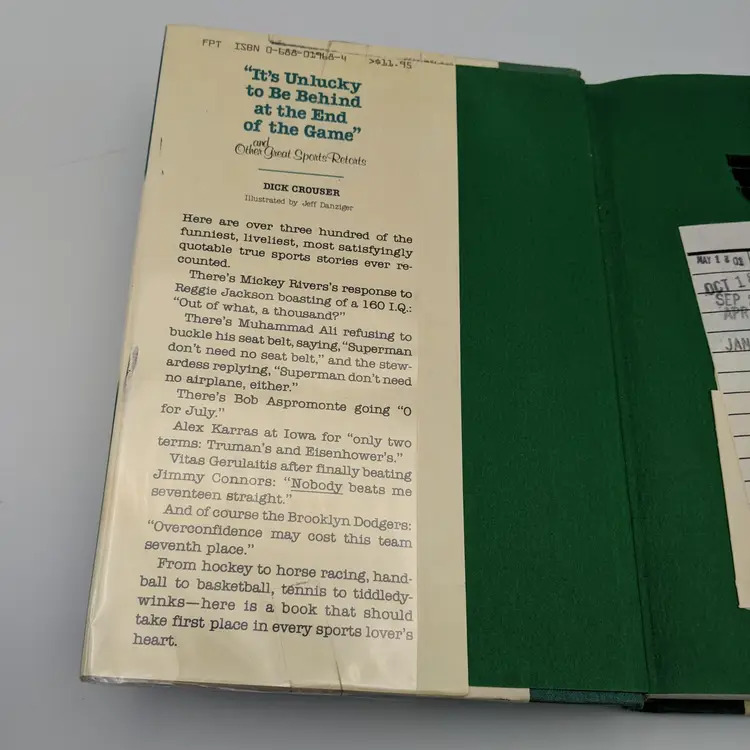 FPT ISBN 0-688-01968-4 >$11.95
"It's Unlucky
to Be Behind
at the End
of the Game"
and
Other Great Sports Retorts
DICK CROUSER
Illustrated by Jeff Danziger
Here are over three hundred of the
funniest, liveliest, most satisfyingly
quotable true sports stories ever re-
counted.
There's Mickey Rivers's response to
Reggie Jackson boasting of a 160 I.Q.:
"Out of what, a thousand?"
There's Muhammad Ali refusing to
buckle his seat belt, saying, "Superman
don't need no seat belt," and the stew-
ardess replying, "Superman don't need
no airplane, either."
There's Bob Aspromonte going "0
for July."
Alex Karras at Iowa for "only two
terms: Truman's and Eisenhower's."
Vitas Gerulaitis after finally beating
Jimmy Connors: "Nobody beats me
seventeen straight."
And of course the Brooklyn Dodgers:
"Overconfidence may cost this team
seventh place."
From hockey to horse racing, hand-
ball to basketball, tennis to tiddledy-
winks—here is a book that should
take first place in every sports lover's
heart.
MAY 1 8 02
OCT 1
SEP
APR
JAN